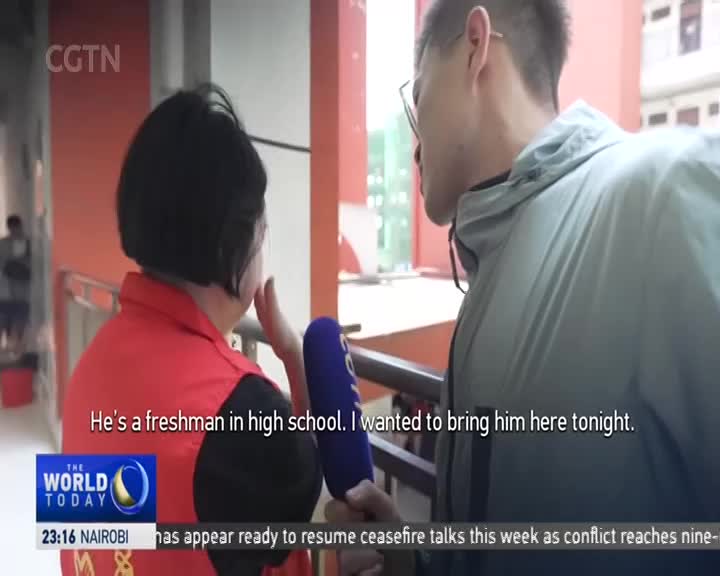 CGTN
He's a freshman in high school. I wanted to bring him here tonight.
THE
WORLD
TODAY
23:16 NAIROBI
has appear ready to resume ceasefire talks this week as conflict reaches nine-